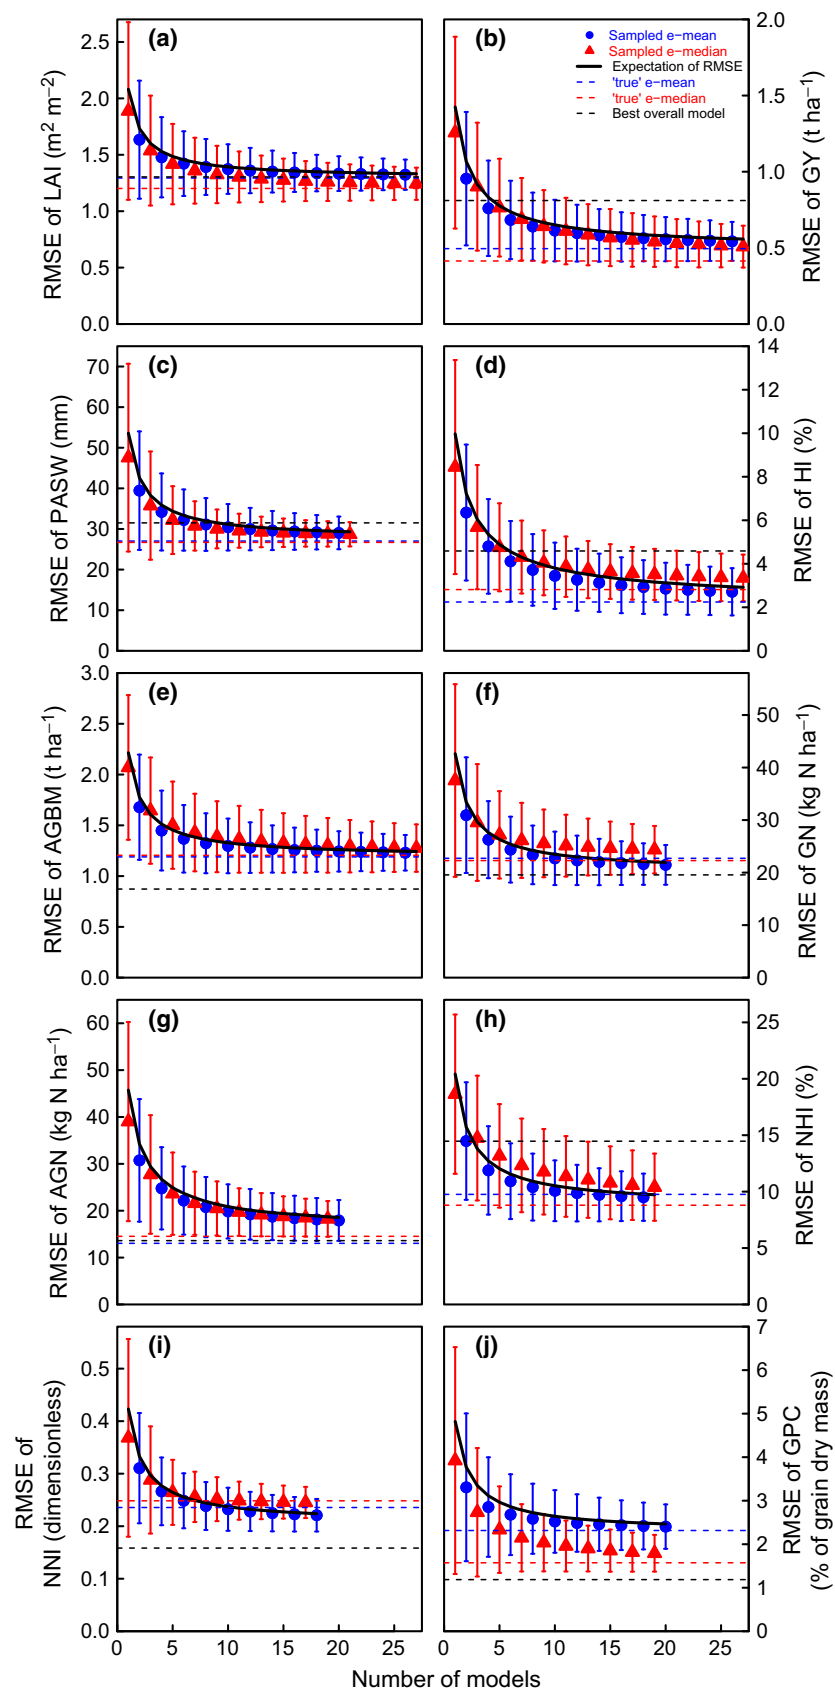 (a)
2.5
2.0
1.5
1.0
0.5
0.0
RMSE of LAI (m² m⁻²)
(b)
Sampled e−mean
Sampled e−median
Expectation of RMSE
'true' e−mean
'true' e−median
Best overall model
2.0
1.5
1.0
0.5
0.0
RMSE of GY (t ha⁻¹)
(c)
70
60
50
40
30
20
10
0
RMSE of PASW (mm)
(d)
14
12
10
8
6
4
2
0
RMSE of HI (%)
(e)
3.0
2.5
2.0
1.5
1.0
0.5
0.0
RMSE of AGBM (t ha⁻¹)
(f)
50
40
30
20
10
0
RMSE of GN (kg N ha⁻¹)
(g)
60
50
40
30
20
10
0
RMSE of AGN (kg N ha⁻¹)
(h)
25
20
15
10
5
0
RMSE of NHI (%)
(i)
0.5
0.4
0.3
0.2
0.1
0.0
RMSE of
NNI (dimensionless)
(j)
7
6
5
4
3
2
1
0
RMSE of GPC
(% of grain dry mass)
0 5 10 15 20 25
0 5 10 15 20 25
Number of models